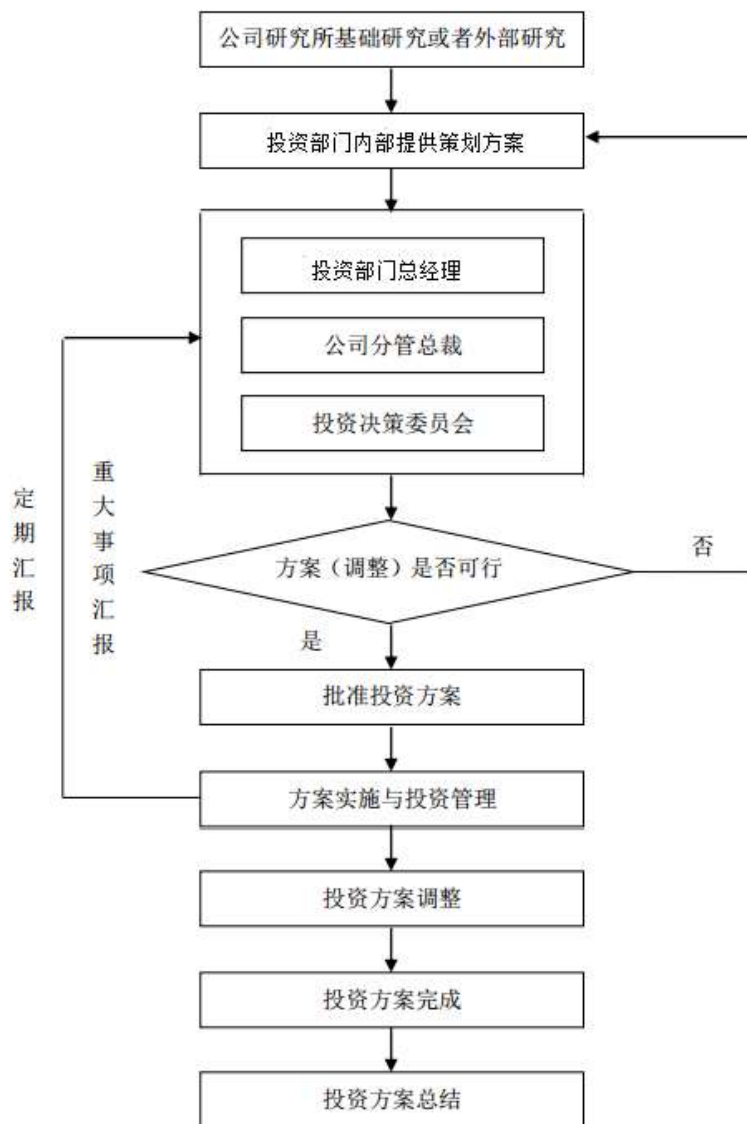 公司研究所基础研究或者外部研究
投资部门内部提供策划方案
投资部门总经理
公司分管总裁
投资决策委员会
定期汇报
重大事项汇报
方案（调整）是否可行
否
是
批准投资方案
方案实施与投资管理
投资方案调整
投资方案完成
投资方案总结